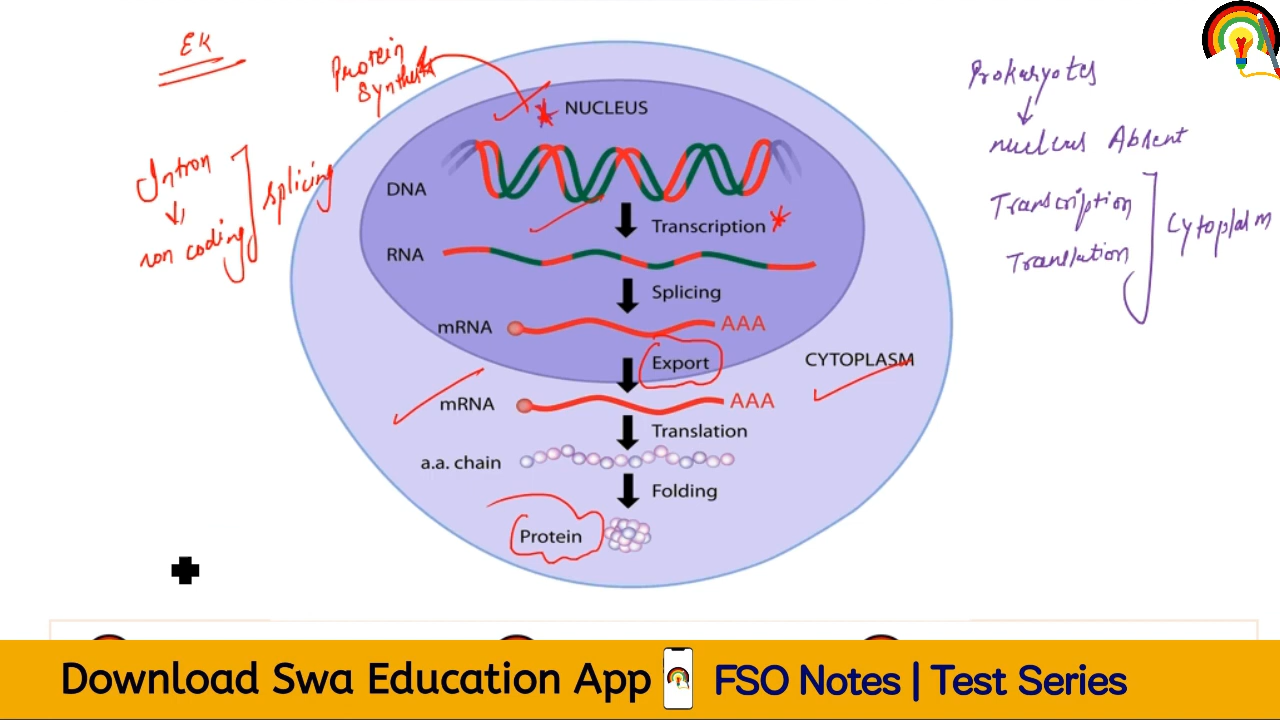 EK
Protein
Synthesis
Intron
non coding
Splicing
NUCLEUS
DNA
Transcription
RNA
Splicing
mRNA
AAA
Export
CYTOPLASM
mRNA
AAA
Translation
a.a. chain
Folding
Protein
Prokaryotes
nucleus Absent
Transcription
Translation
Cytoplasm
Download Swa Education App
FSO Notes | Test Series